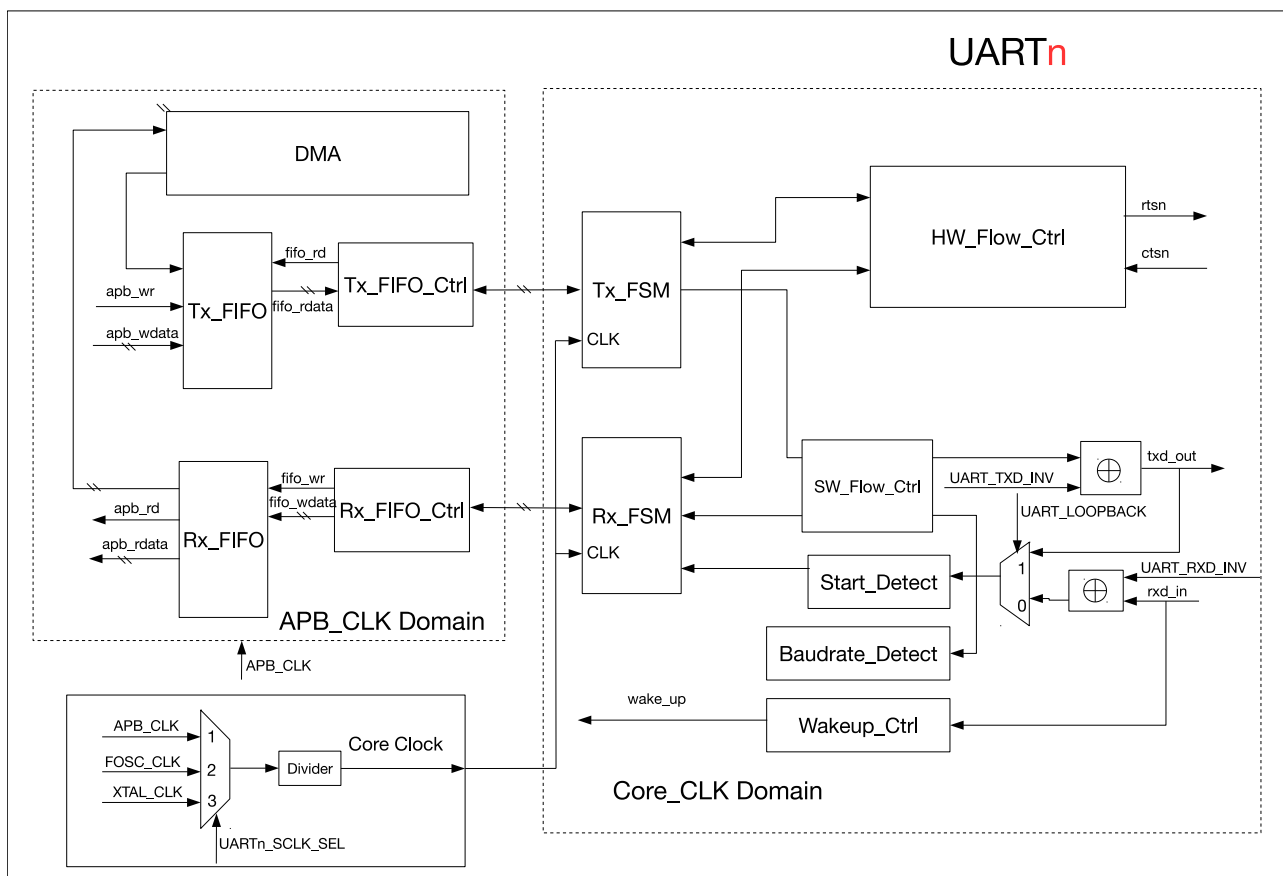 UARTn
DMA
HW_Flow_Ctrl
rtsn
ctsn
fifo_rd
Tx_FIFO_Ctrl
fifo_rdata
apb_wr
Tx_FIFO
apb_wdata
Tx_FSM
CLK
fifo_wr
fifo_wdata
Rx_FIFO_Ctrl
apb_rd
Rx_FIFO
apb_rdata
Rx_FSM
CLK
SW_Flow_Ctrl
UART_TXD_INV
txd_out
UART_LOOPBACK
1
0
UART_RXD_INV
rxd_in
Start_Detect
APB_CLK Domain
APB_CLK
Baudrate_Detect
wake_up
Wakeup_Ctrl
APB_CLK
1
FOSC_CLK
2
XTAL_CLK
3
Divider
Core Clock
UARTn_SCLK_SEL
Core_CLK Domain